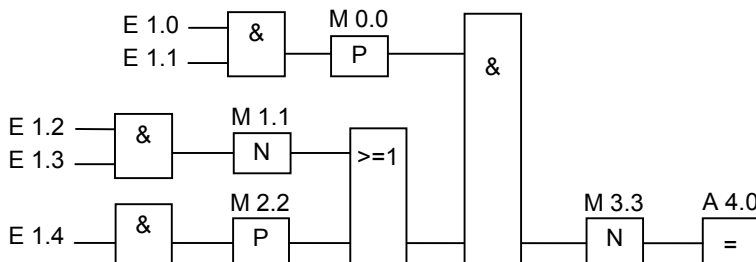 E 1.0
E 1.1
&
M 0.0
P
&
E 1.2
E 1.3
&
M 1.1
N
>=1
E 1.4
&
M 2.2
P
M 3.3
N
A 4.0
=